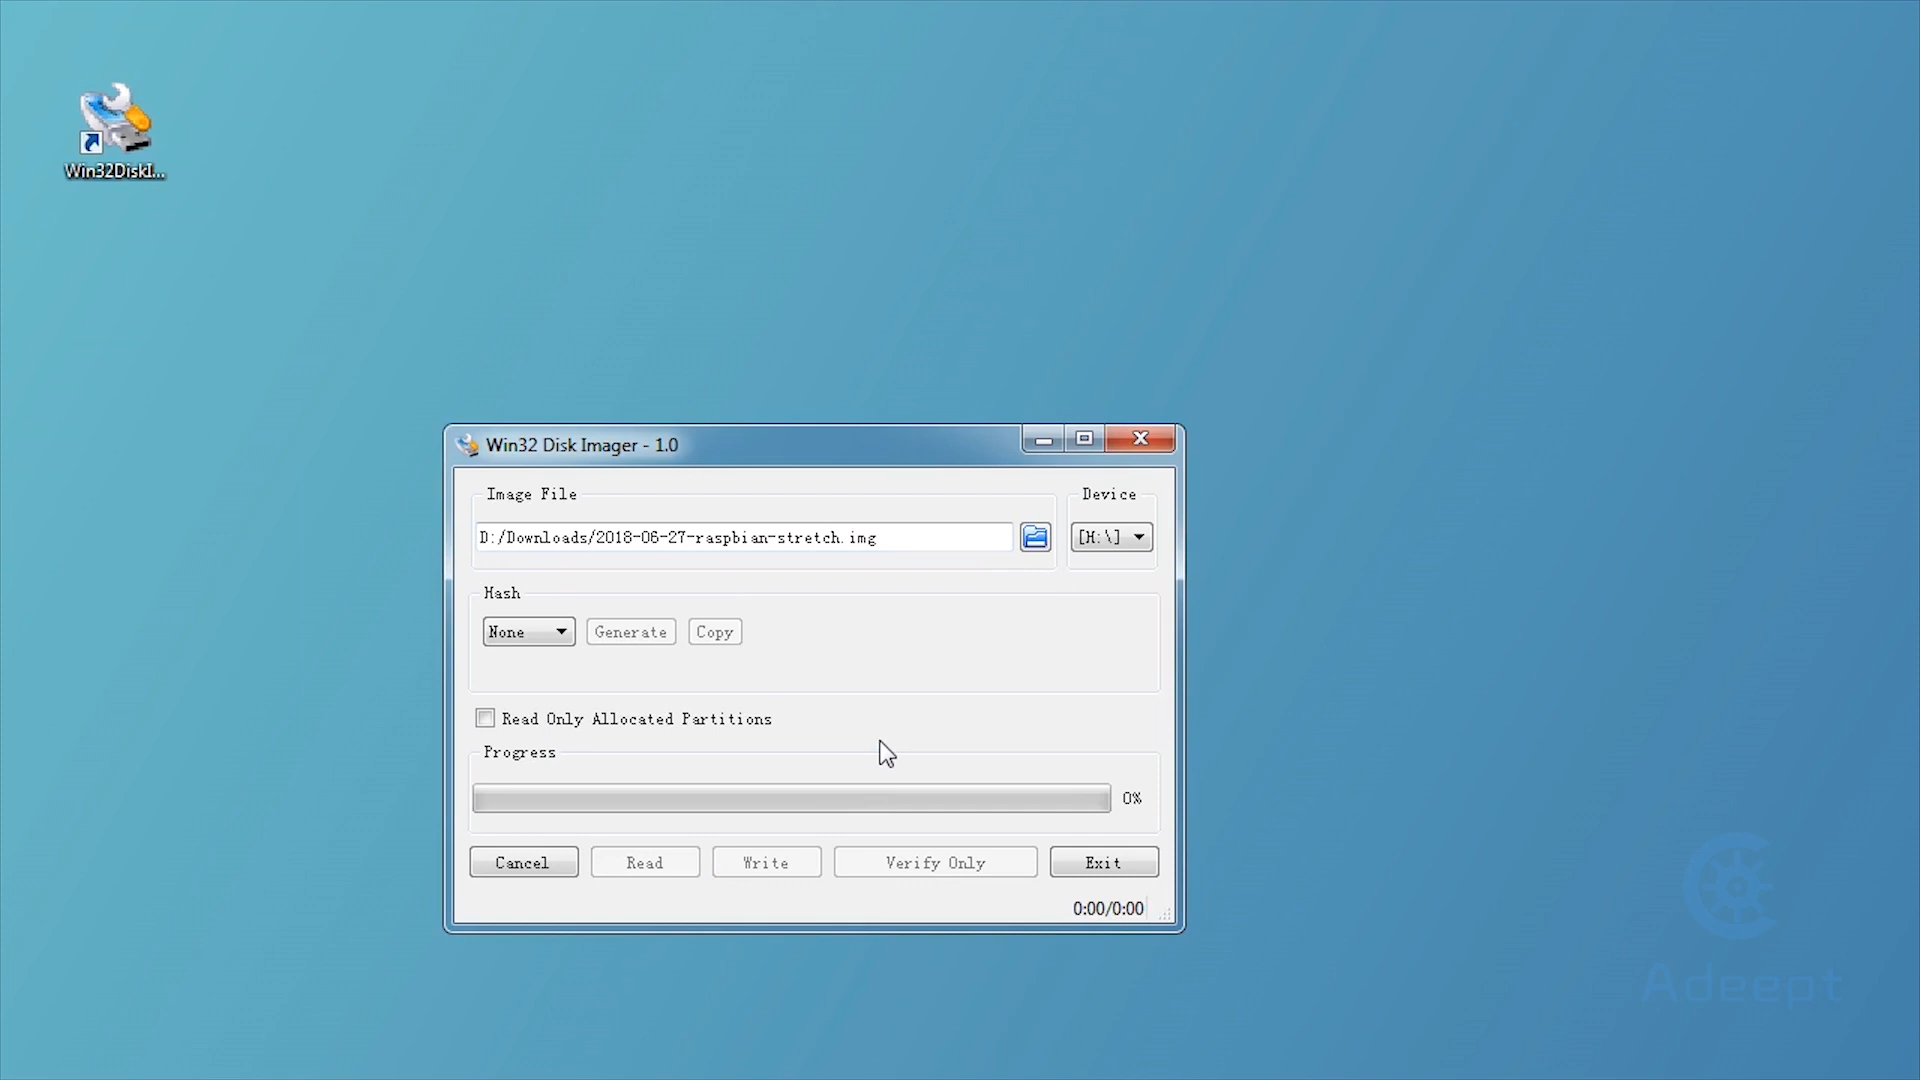 Win32DiskI...
Win32 Disk Imager - 1.0
Image File
Device
D:/Downloads/2018-06-27-raspbian-stretch.img
[H:\]
Hash
None
Generate
Copy
Read Only Allocated Partitions
Progress
0%
Cancel
Read
Write
Verify Only
Exit
0:00/0:00
Adeept